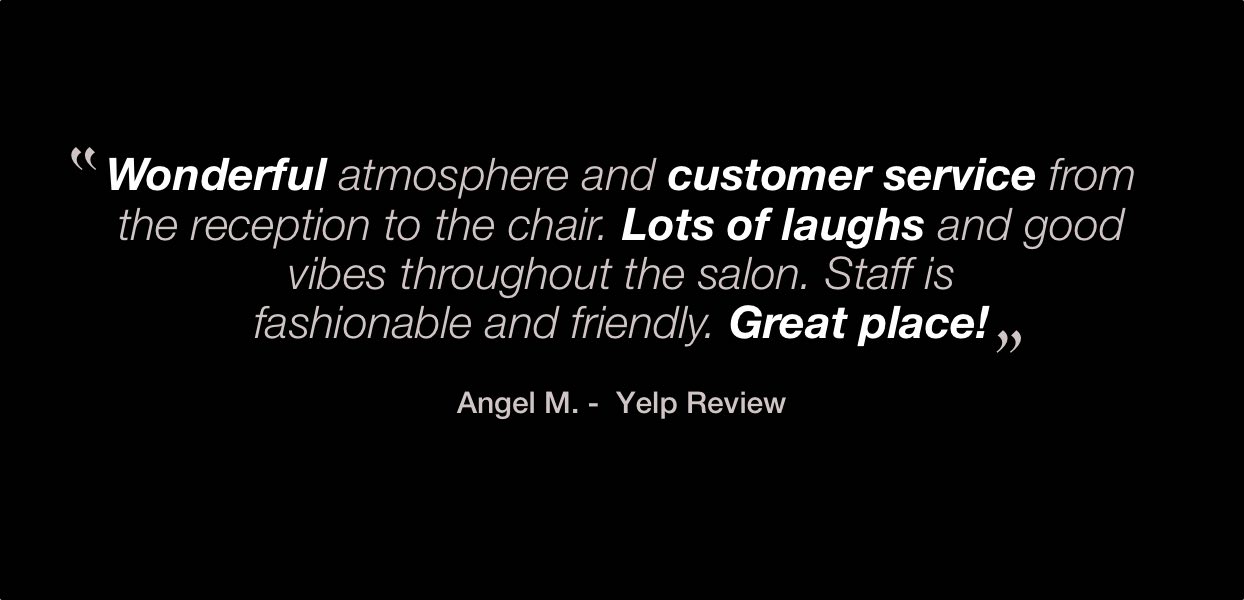 “Wonderful atmosphere and customer service from
the reception to the chair. Lots of laughs and good
vibes throughout the salon. Staff is
fashionable and friendly. Great place!”
Angel M. -  Yelp Review